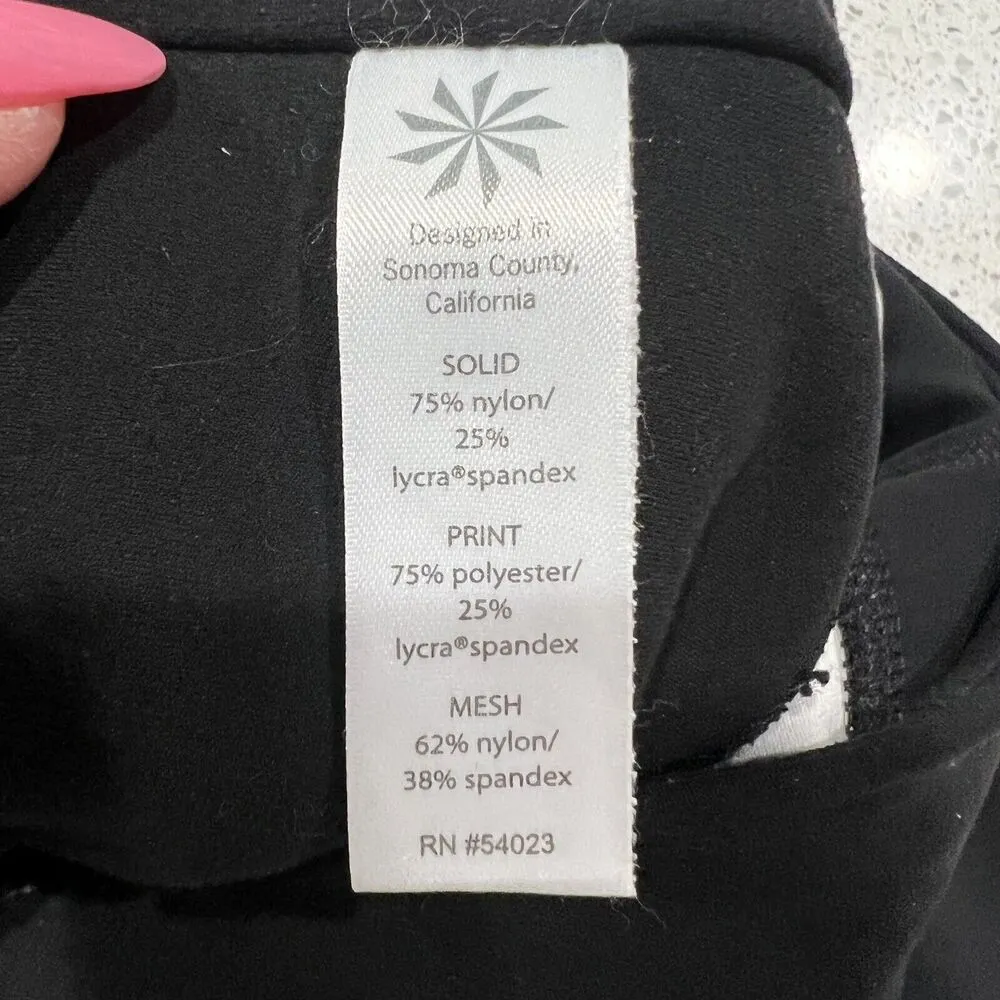 Designed in
Sonoma County,
California
SOLID
75% nylon/
25%
lycra®spandex
PRINT
75% polyester/
25%
lycra®spandex
MESH
62% nylon/
38% spandex
RN #54023